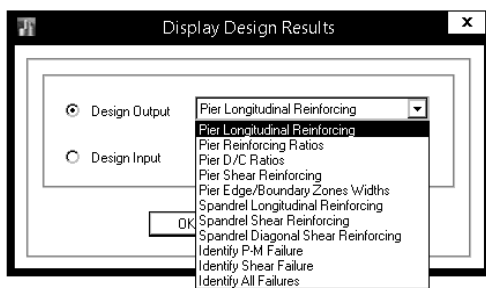 Display Design Results
x
Design Output
Pier Longitudinal Reinforcing
Pier Longitudinal Reinforcing
Pier Reinforcing Ratios
Pier D/C Ratios
Pier Shear Reinforcing
Pier Edge/Boundary Zones Widths
Spandrel Longitudinal Reinforcing
Spandrel Shear Reinforcing
Spandrel Diagonal Shear Reinforcing
Identify P-M Failure
Identify Shear Failure
Identify All Failures
Design Input
OK